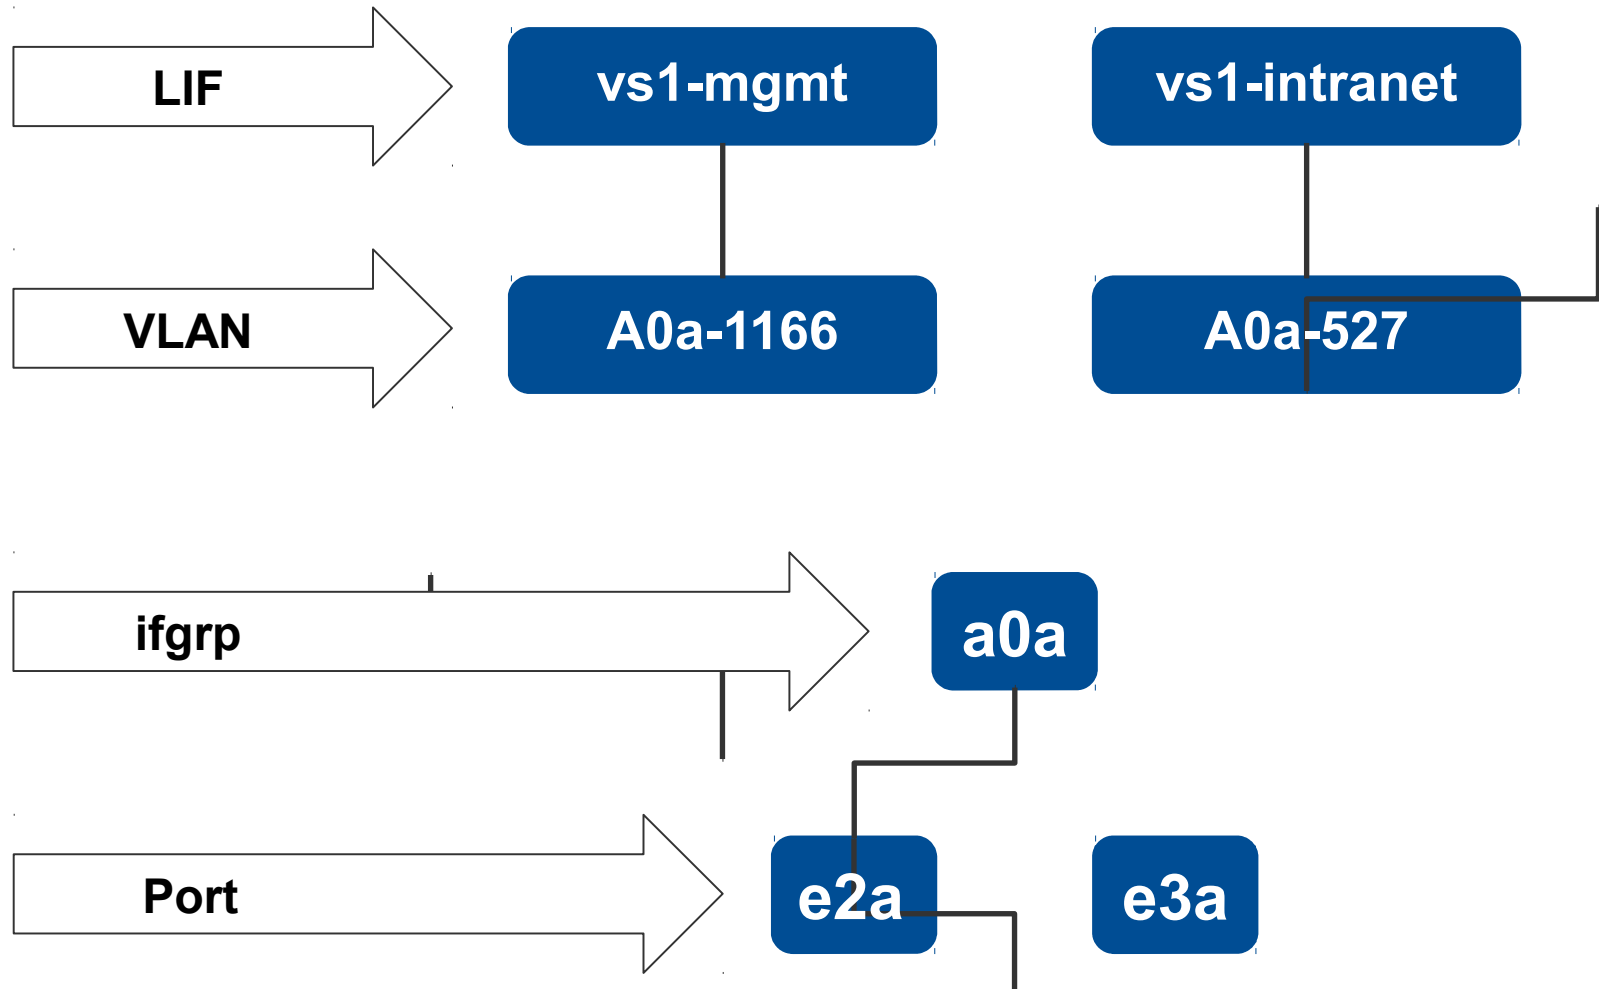 LIF
vs1-mgmt
vs1-intranet
VLAN
A0a-1166
A0a-527
ifgrp
a0a
Port
e2a
e3a